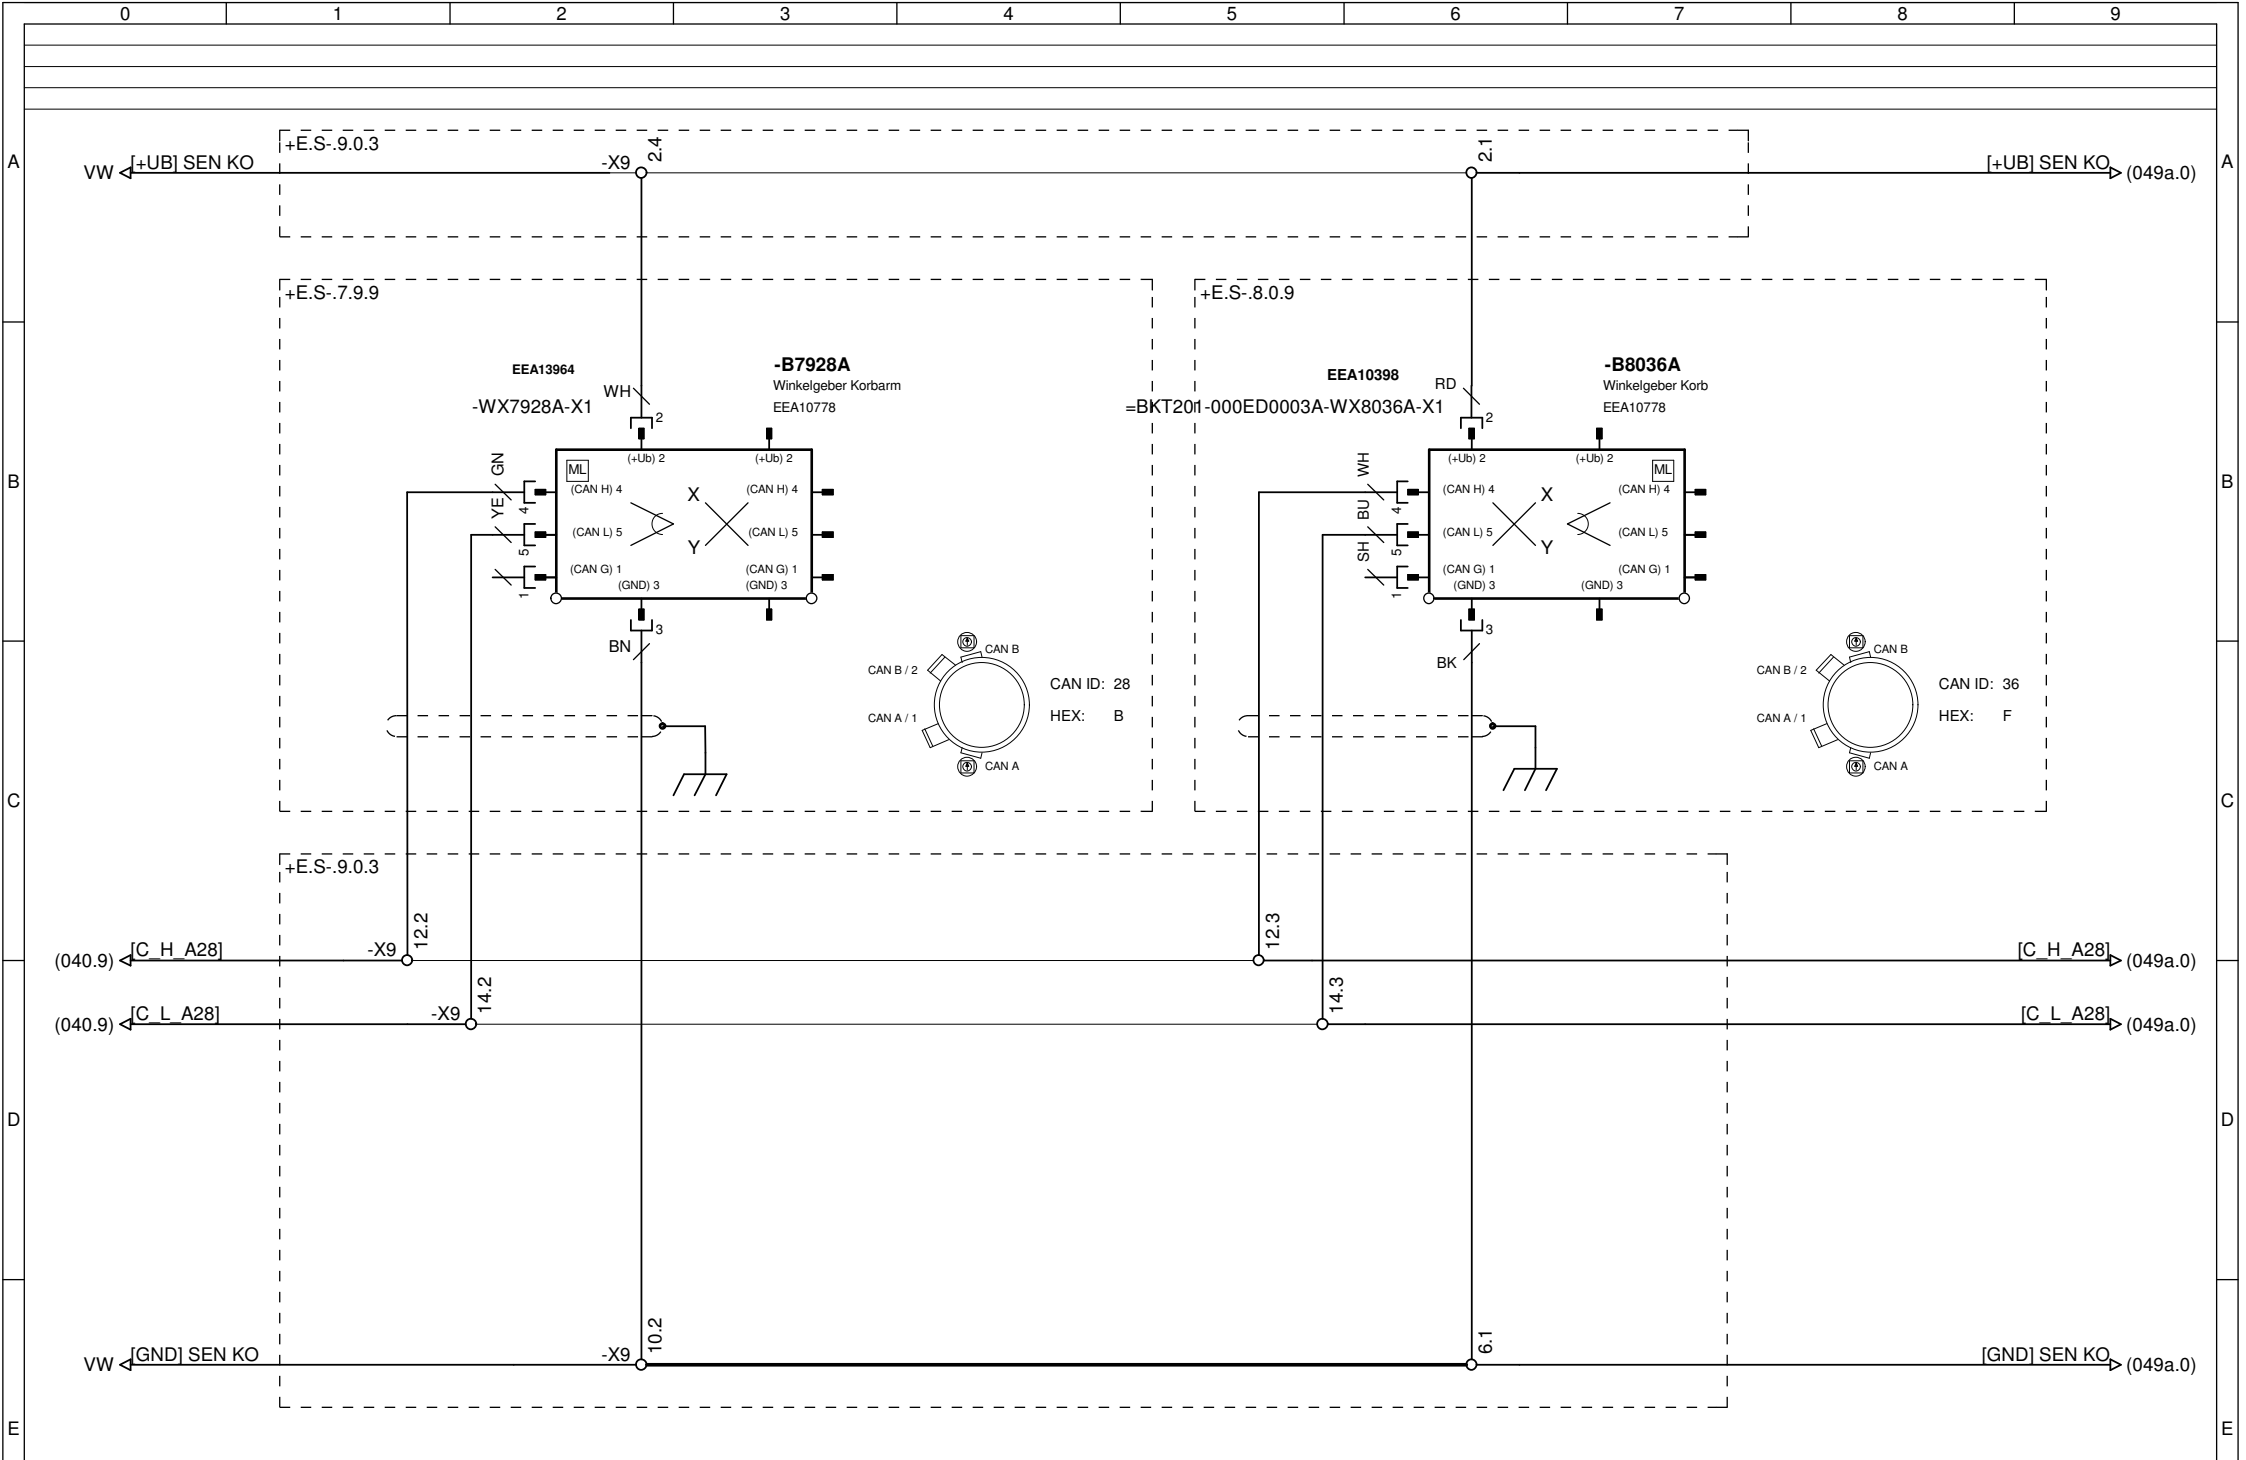 0 1 2 3 4 5 6 7 8 9
A A
+E.S-.9.0.3
VW [+UB] SEN KO -X9 2.4 2.1 [+UB] SEN KO (049a.0)
+E.S-.7.9.9 +E.S-.8.0.9
EEA13964 -B7928A EEA10398 -B8036A
WH Winkelgeber Korbarm RD Winkelgeber Korb
-WX7928A-X1 EEA10778 =BKT201-000ED0003A-WX8036A-X1 EEA10778
2 2
B B
GN ML (+Ub) 2 (+Ub) 2 WH (+Ub) 2 (+Ub) 2 ML
4 (CAN H) 4 X (CAN H) 4 4 (CAN H) 4 X (CAN H) 4
YE 5 (CAN L) 5 Y (CAN L) 5 BU 5 (CAN L) 5 Y (CAN L) 5
1 (CAN G) 1 (CAN G) 1 SH 1 (CAN G) 1 (CAN G) 1
(GND) 3 (GND) 3 (GND) 3 (GND) 3
3 3
BN BK
CAN B CAN B
CAN B / 2 CAN B / 2
CAN ID: 28 CAN ID: 36
CAN A / 1 HEX: B CAN A / 1 HEX: F
CAN A CAN A
C C
+E.S-.9.0.3
(040.9) [C_H_A28] -X9 12.2 12.3 [C_H_A28] (049a.0)
(040.9) [C_L_A28] -X9 14.2 14.3 [C_L_A28] (049a.0)
D D
VW [GND] SEN KO -X9 10.2 6.1 [GND] SEN KO (049a.0)
E E